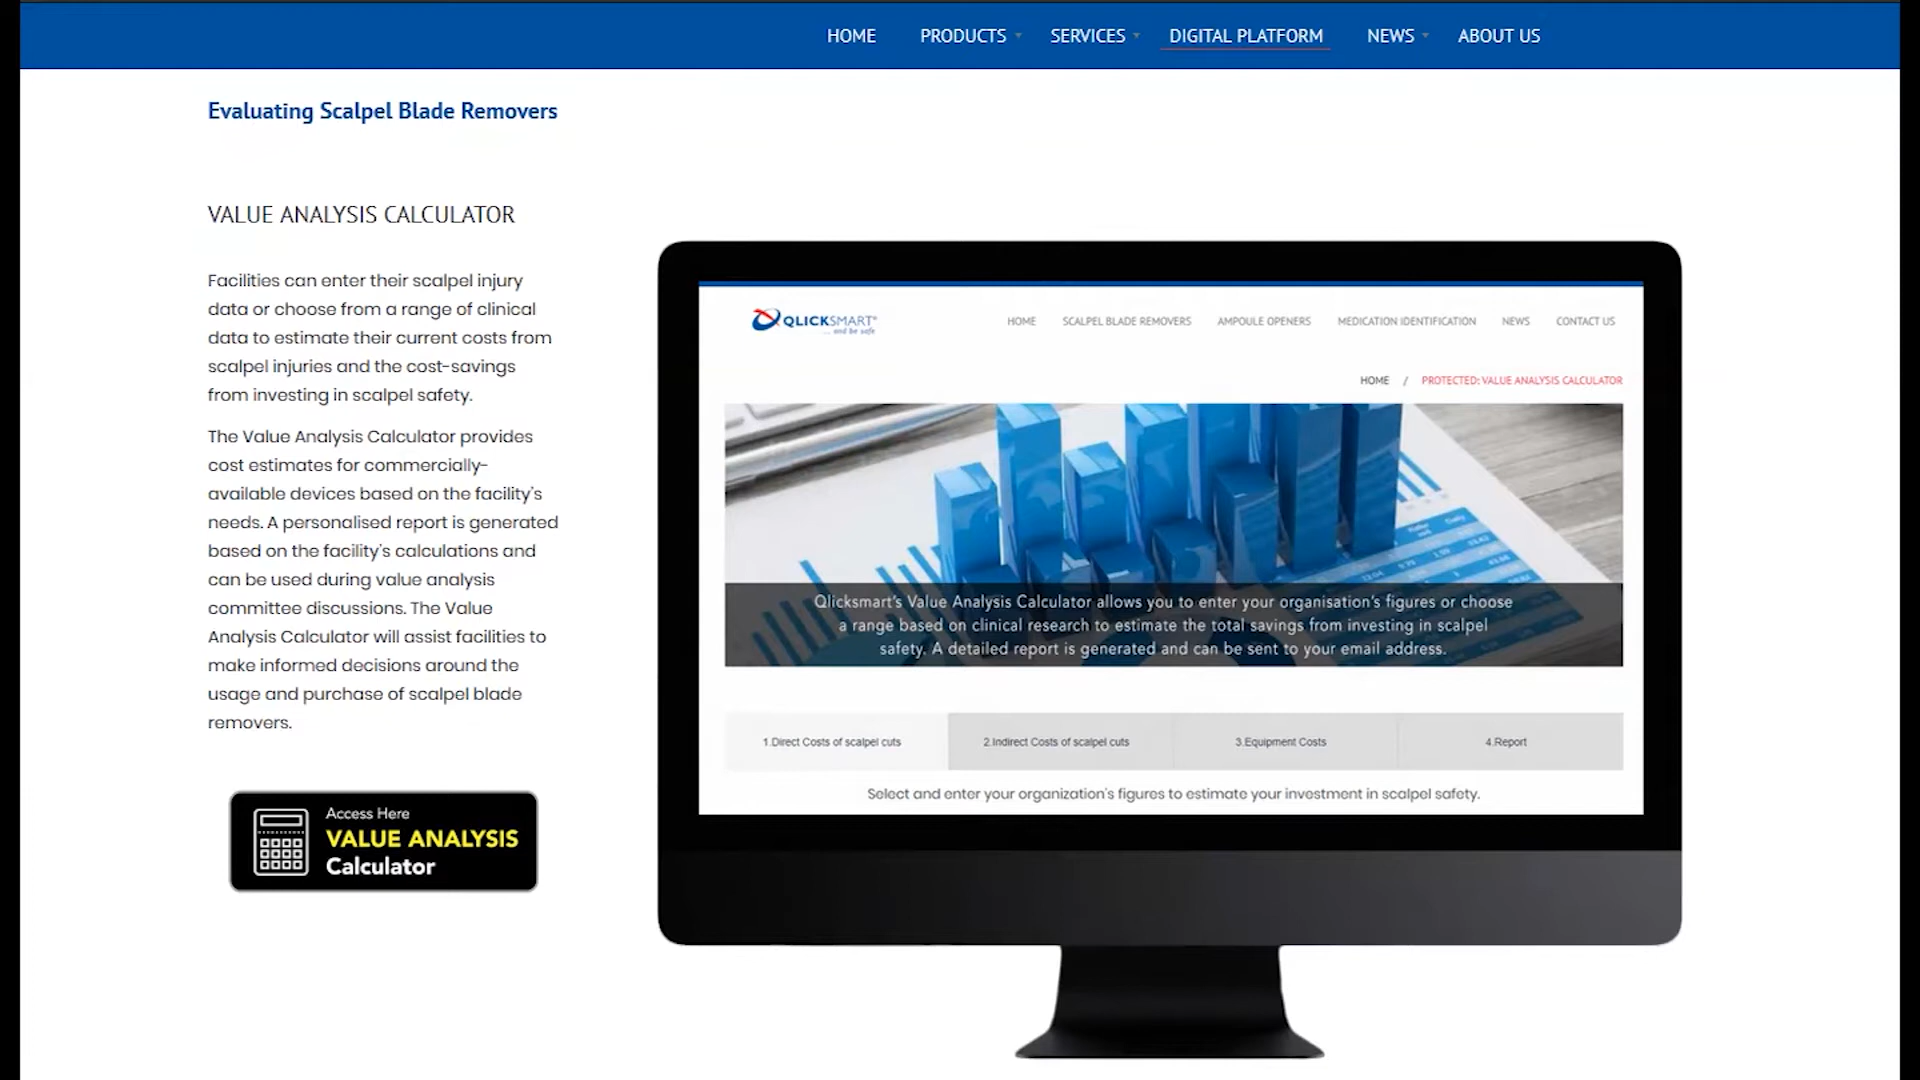 HOME PRODUCTS SERVICES DIGITAL PLATFORM NEWS ABOUT US
Evaluating Scalpel Blade Removers
VALUE ANALYSIS CALCULATOR
Facilities can enter their scalpel injury
data or choose from a range of clinical
data to estimate their current costs from
scalpel injuries and the cost-savings
from investing in scalpel safety.
The Value Analysis Calculator provides
cost estimates for commercially-
available devices based on the facility's
needs. A personalised report is generated
based on the facility's calculations and
can be used during value analysis
committee discussions. The Value
Analysis Calculator will assist facilities to
make informed decisions around the
usage and purchase of scalpel blade
removers.
Access Here
VALUE ANALYSIS
Calculator
QLICKSMART®
... and be safe
HOME SCALPEL BLADE REMOVERS AMPOULE OPENERS MEDICATION IDENTIFICATION NEWS CONTACT US
HOME / PROTECTED: VALUE ANALYSIS CALCULATOR
Qlicksmart's Value Analysis Calculator allows you to enter your organisation's figures or choose
a range based on clinical research to estimate the total savings from investing in scalpel
safety. A detailed report is generated and can be sent to your email address.
1.Direct Costs of scalpel cuts 2.Indirect Costs of scalpel cuts 3.Equipment Costs 4.Report
Select and enter your organization's figures to estimate your investment in scalpel safety.